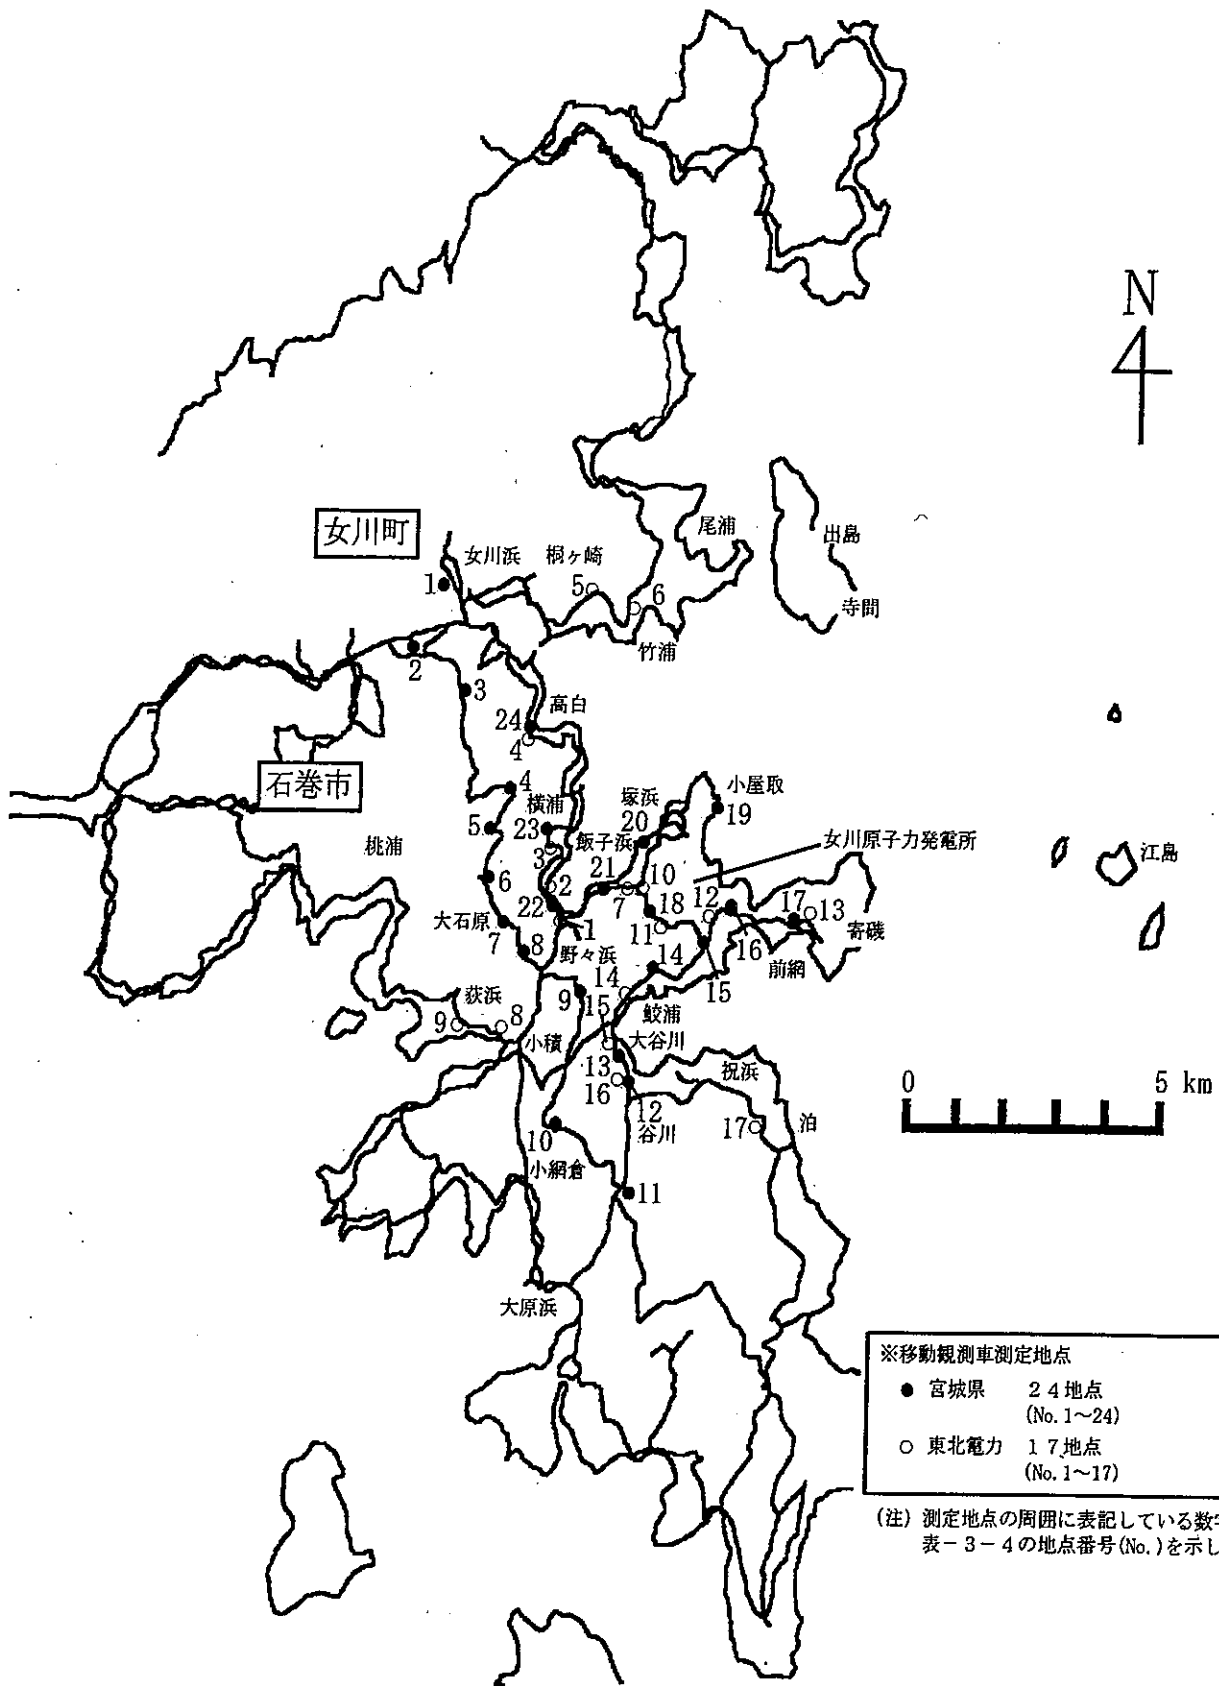 N
女川町
女川浜
桐ヶ崎
尾浦
出島
1
5
6
寺間
竹浦
2
3
高白
24
4
石巻市
4
横浦
塚浜
小屋取
19
5
23
飯子浜
20
女川原子力発電所
桃浦
3
江島
6
2
21
7
10
22
18
12
17
13
大石原
7
1
11
16
寄磯
8
野々浜
14
前網
15
9
14
荻浜
15
鮫浦
9
8
小積
大谷川
13
祝浜
0
5 km
16
12
10
谷川
17
泊
小網倉
11
大原浜
※移動観測車測定地点
● 宮城県 24地点
(No.1~24)
○ 東北電力 17地点
(No.1~17)
(注) 測定地点の周囲に表記している数
表-3-4の地点番号(No.)を示し